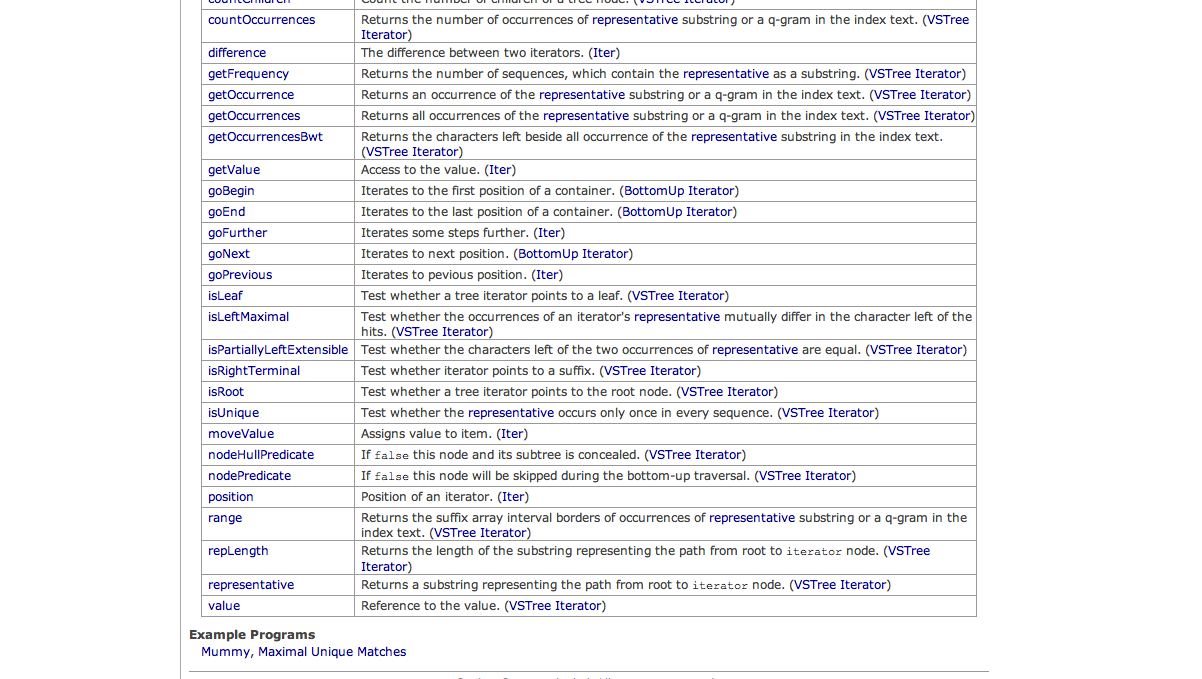 countChildren Count the number of children of a tree node. (VSTree Iterator)
countOccurrences Returns the number of occurrences of representative substring or a q-gram in the index text. (VSTree
Iterator)
difference The difference between two iterators. (Iter)
getFrequency Returns the number of sequences, which contain the representative as a substring. (VSTree Iterator)
getOccurrence Returns an occurrence of the representative substring or a q-gram in the index text. (VSTree Iterator)
getOccurrences Returns all occurrences of the representative substring or a q-gram in the index text. (VSTree Iterator)
getOccurrencesBwt Returns the characters left beside all occurrence of the representative substring in the index text.
(VSTree Iterator)
getValue Access to the value. (Iter)
goBegin Iterates to the first position of a container. (BottomUp Iterator)
goEnd Iterates to the last position of a container. (BottomUp Iterator)
goFurther Iterates some steps further. (Iter)
goNext Iterates to next position. (BottomUp Iterator)
goPrevious Iterates to pevious position. (Iter)
isLeaf Test whether a tree iterator points to a leaf. (VSTree Iterator)
isLeftMaximal Test whether the occurrences of an iterator's representative mutually differ in the character left of the
hits. (VSTree Iterator)
isPartiallyLeftExtensible Test whether the characters left of the two occurrences of representative are equal. (VSTree Iterator)
isRightTerminal Test whether iterator points to a suffix. (VSTree Iterator)
isRoot Test whether a tree iterator points to the root node. (VSTree Iterator)
isUnique Test whether the representative occurs only once in every sequence. (VSTree Iterator)
moveValue Assigns value to item. (Iter)
nodeHullPredicate If false this node and its subtree is concealed. (VSTree Iterator)
nodePredicate If false this node will be skipped during the bottom-up traversal. (VSTree Iterator)
position Position of an iterator. (Iter)
range Returns the suffix array interval borders of occurrences of representative substring or a q-gram in the
index text. (VSTree Iterator)
repLength Returns the length of the substring representing the path from root to iterator node. (VSTree
Iterator)
representative Returns a substring representing the path from root to iterator node. (VSTree Iterator)
value Reference to the value. (VSTree Iterator)
Example Programs
Mummy, Maximal Unique Matches